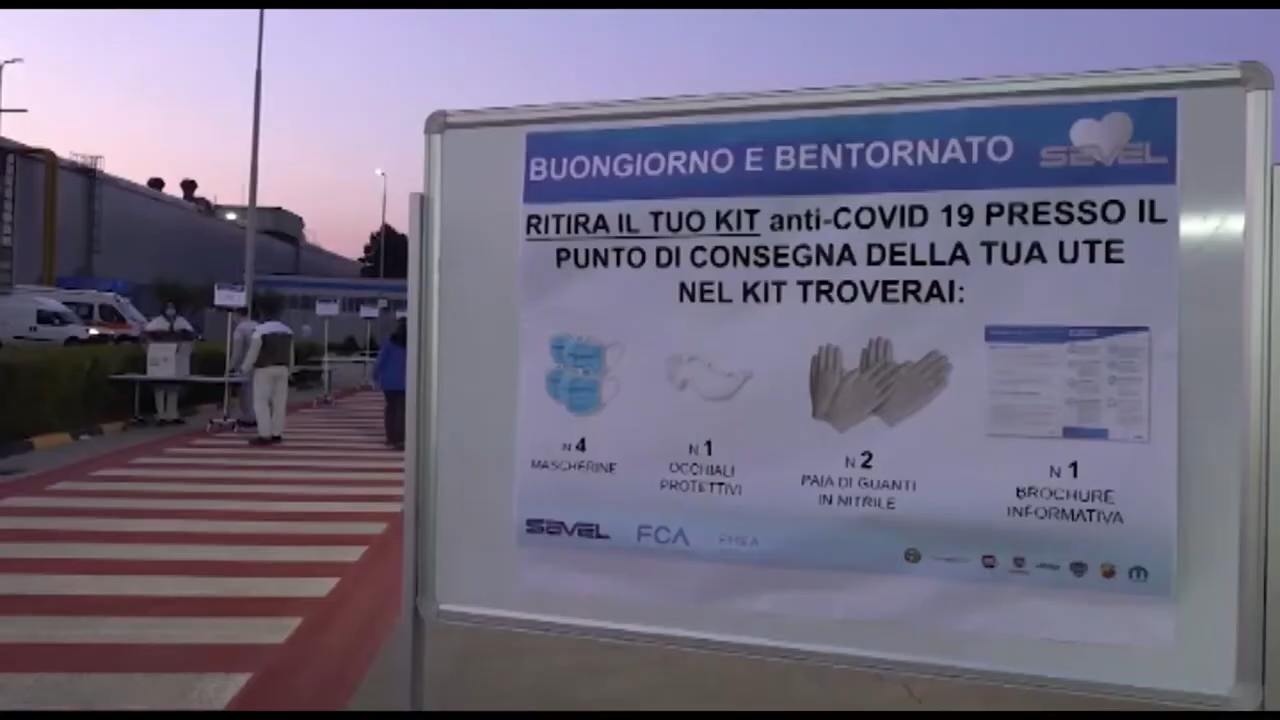 BUONGIORNO E BENTORNATO
SEVEL
RITIRA IL TUO KIT anti-COVID 19 PRESSO IL
PUNTO DI CONSEGNA DELLA TUA UTE
NEL KIT TROVERAI:
N 4
MASCHERINE
N 1
OCCHIALI
PROTETTIVI
N 2
PAIA DI GUANTI
IN NITRILE
N 1
BROCHURE
INFORMATIVA
SEVEL FCA EMEA